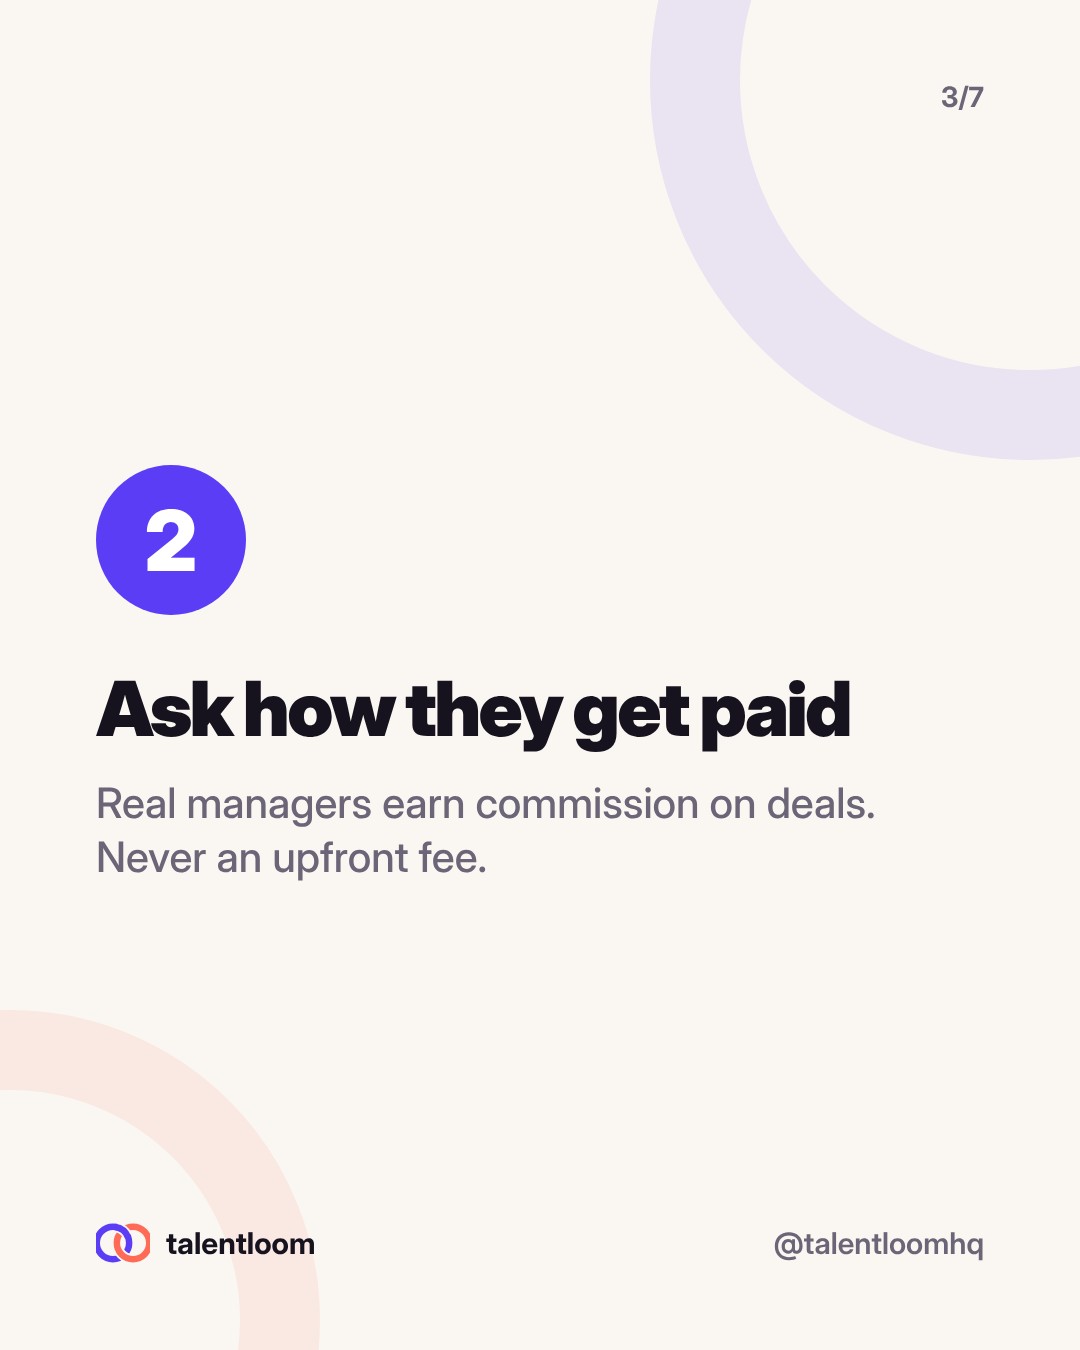 3/7
2
Ask how they get paid
Real managers earn commission on deals.
Never an upfront fee.
talentloom
@talentloomhq